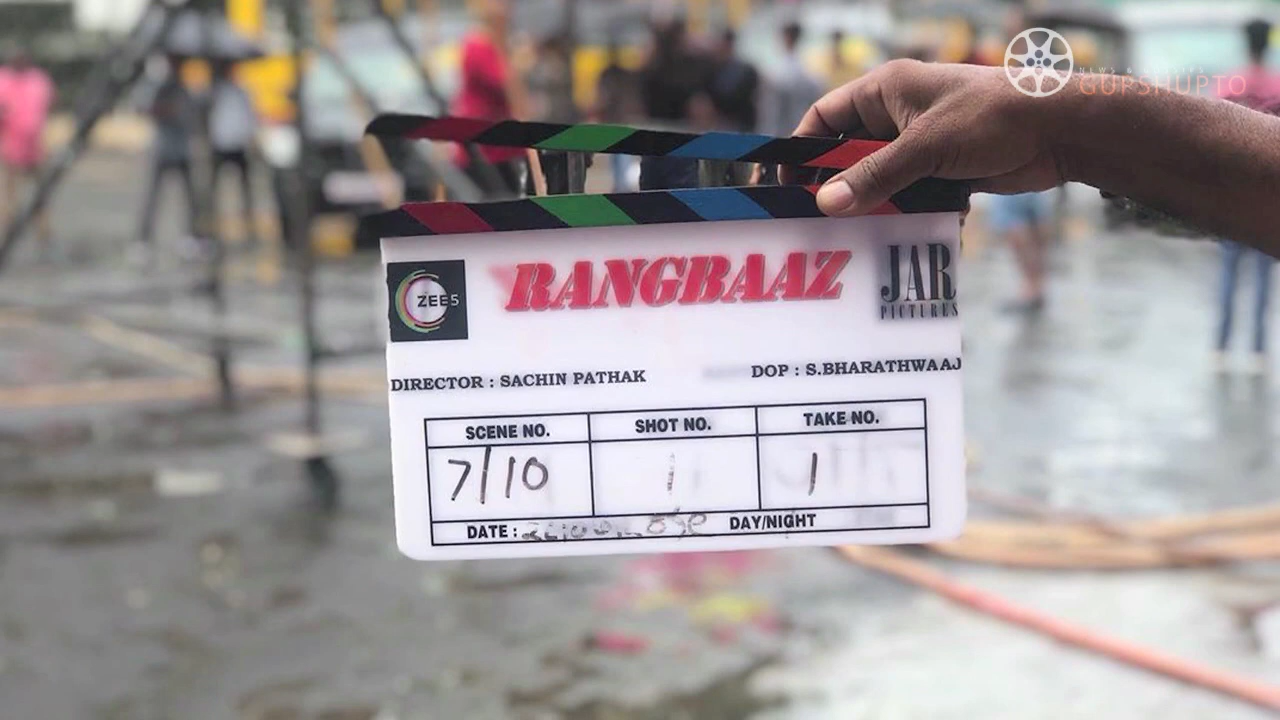 GUPSHUPTO
ZEE5
RANGBAAZ
JAR
PICTURES
DIRECTOR : SACHIN PATHAK
DOP : S.BHARATHWAAJ
SCENE NO. SHOT NO. TAKE NO.
7/10 1 1
DATE : DAY/NIGHT